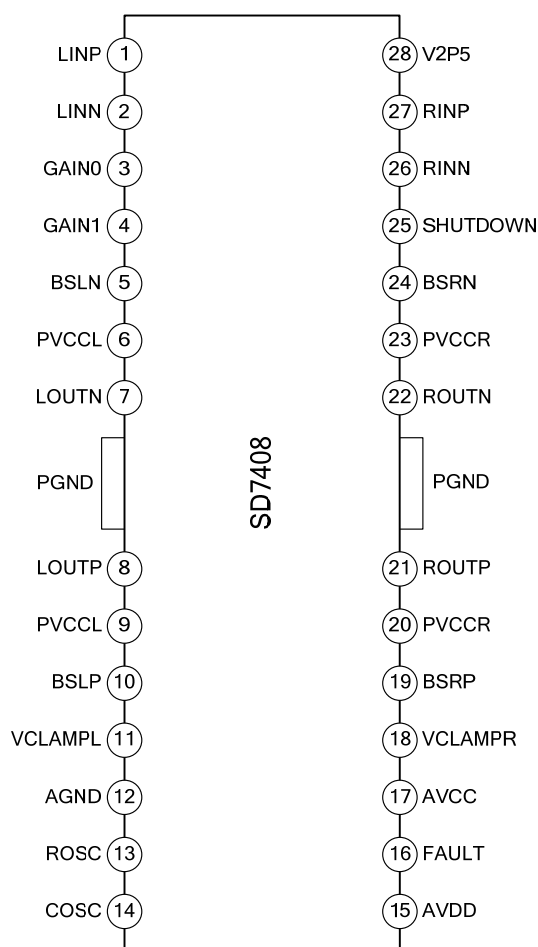 LINP 1 28 V2P5
LINN 2 27 RINP
GAIN0 3 26 RINN
GAIN1 4 25 SHUTDOWN
BSLN 5 24 BSRN
PVCCL 6 23 PVCCR
LOUTN 7 22 ROUTN
PGND PGND
SD7408
LOUTP 8 21 ROUTP
PVCCL 9 20 PVCCR
BSLP 10 19 BSRP
VCLAMPL 11 18 VCLAMPR
AGND 12 17 AVCC
ROSC 13 16 FAULT
COSC 14 15 AVDD